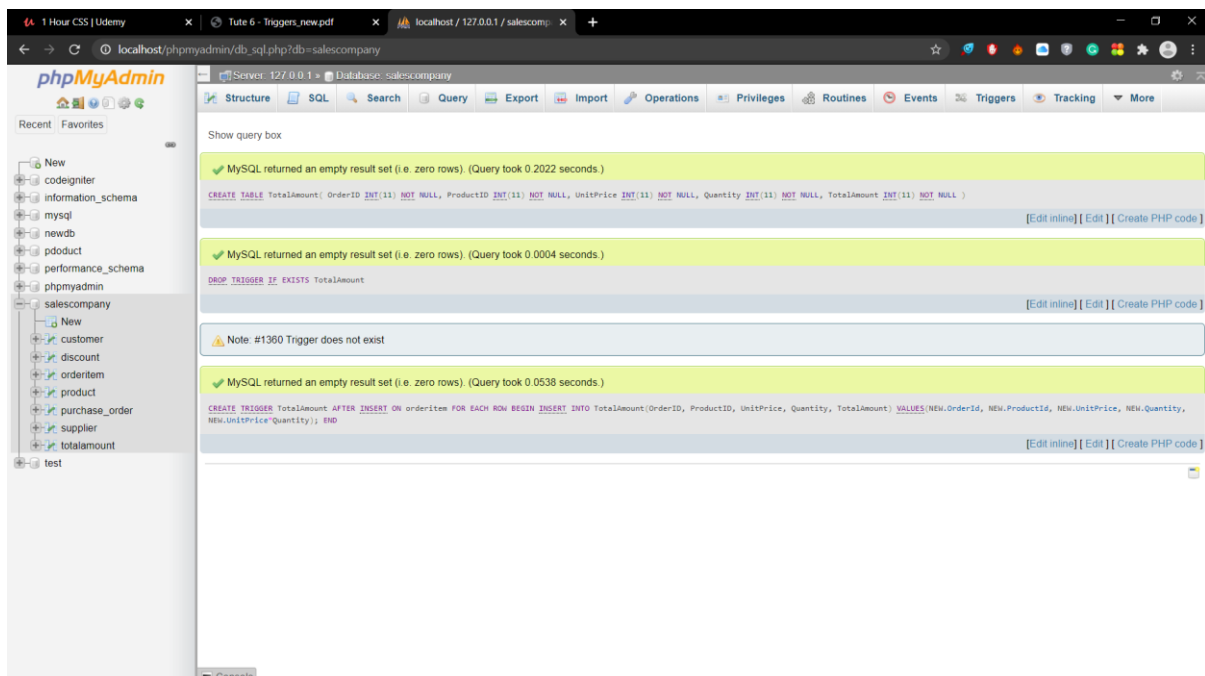 1 Hour CSS | Udemy
Tute 6 - Triggers_new.pdf
localhost / 127.0.0.1 / salescomp
localhost/phpmyadmin/db_sql.php?db=salescompany
phpMyAdmin
Recent Favorites
New
codeigniter
information_schema
mysql
newdb
pdoduct
performance_schema
phpmyadmin
salescompany
New
customer
discount
orderitem
product
purchase_order
supplier
totalamount
test
Server: 127.0.0.1 » Database: salescompany
Structure SQL Search Query Export Import Operations Privileges Routines Events Triggers Tracking More
Show query box
MySQL returned an empty result set (i.e. zero rows). (Query took 0.2022 seconds.)
CREATE TABLE TotalAmount( OrderID INT(11) NOT NULL, ProductID INT(11) NOT NULL, UnitPrice INT(11) NOT NULL, Quantity INT(11) NOT NULL, TotalAmount INT(11) NOT NULL )
[Edit inline] [ Edit ] [ Create PHP code ]
MySQL returned an empty result set (i.e. zero rows). (Query took 0.0004 seconds.)
DROP TRIGGER IF EXISTS TotalAmount
[Edit inline] [ Edit ] [ Create PHP code ]
Note: #1360 Trigger does not exist
MySQL returned an empty result set (i.e. zero rows). (Query took 0.0538 seconds.)
CREATE TRIGGER TotalAmount AFTER INSERT ON orderitem FOR EACH ROW BEGIN INSERT INTO TotalAmount(OrderID, ProductID, UnitPrice, Quantity, TotalAmount) VALUES(NEW.OrderId, NEW.ProductId, NEW.UnitPrice, NEW.Quantity,
NEW.UnitPrice*Quantity); END
[Edit inline] [ Edit ] [ Create PHP code ]
Console